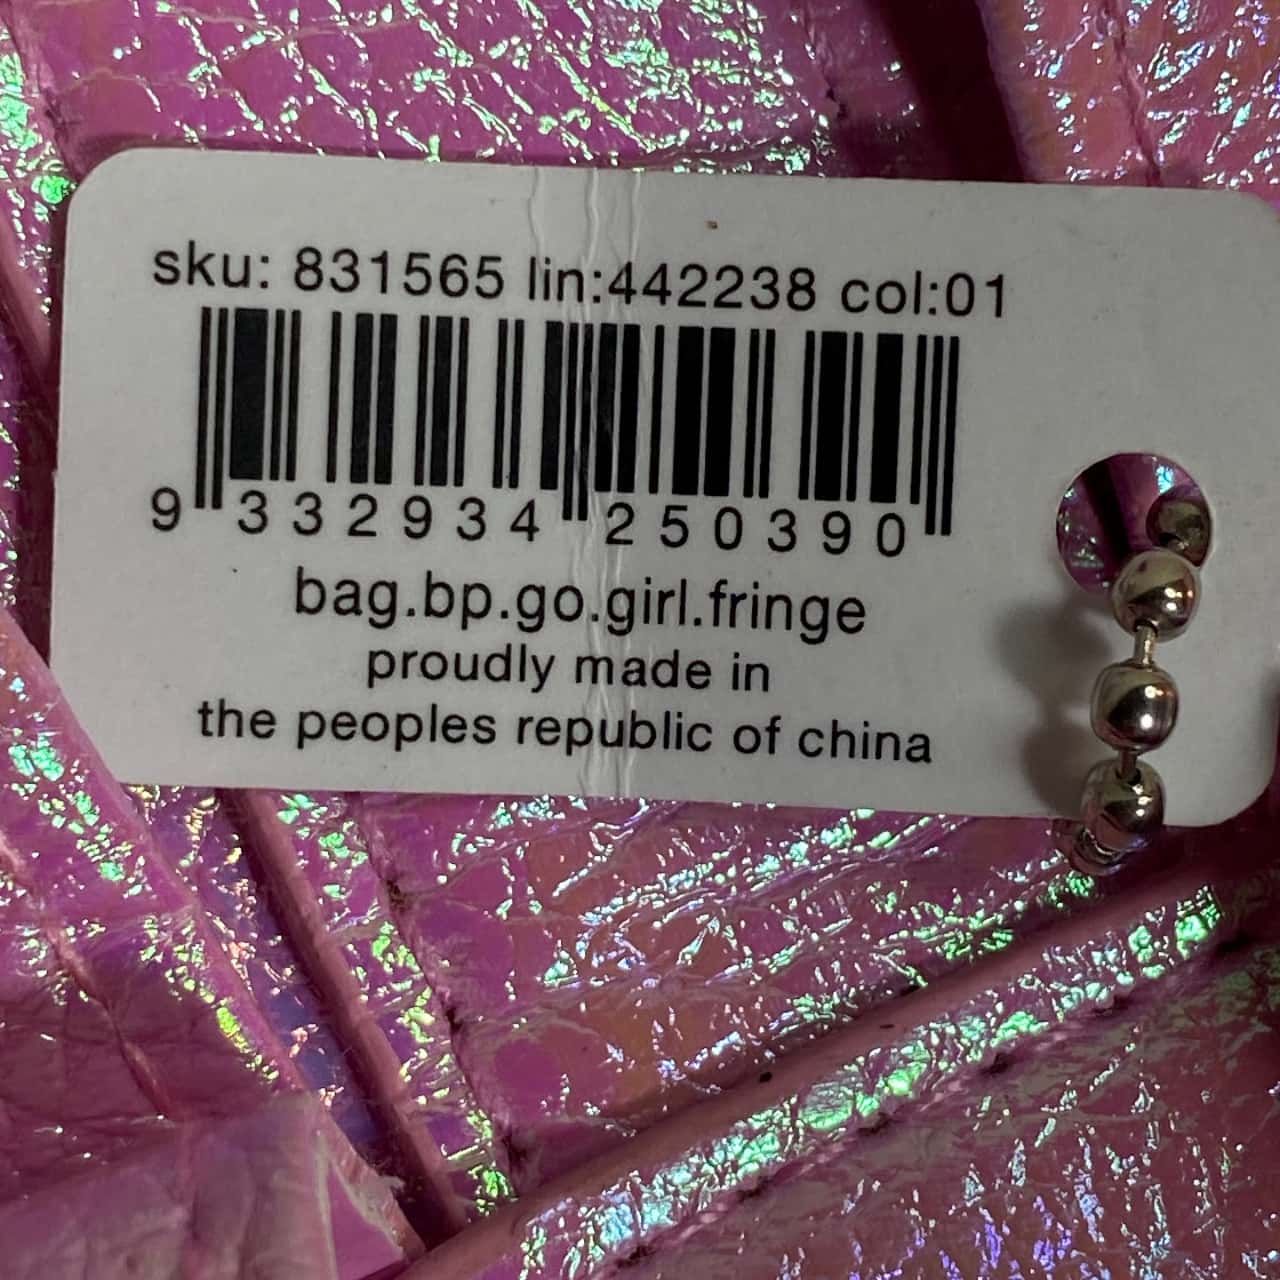 sku: 831565 lin:442238 col:01
9 332934 250390
bag.bp.go.girl.fringe
proudly made in
the peoples republic of china